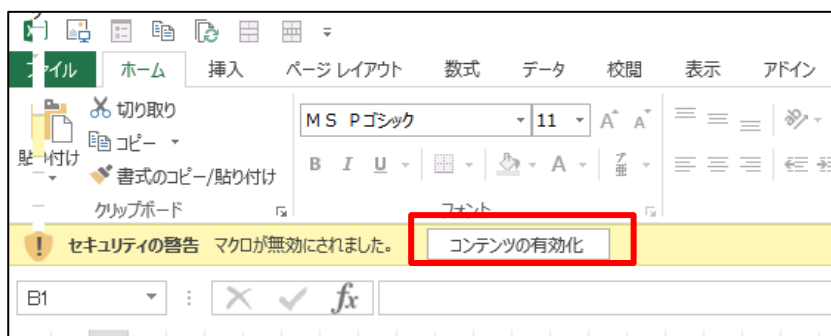 ファイル ホーム 挿入 ページ レイアウト 数式 データ 校閲 表示 アドイン
切り取り
ＭＳ Ｐゴシック 11 A A
コピー
貼り付け
B I U A ア亜
書式のコピー/貼り付け
クリップボード フォント
セキュリティの警告 マクロが無効にされました。 コンテンツの有効化
B1 fx